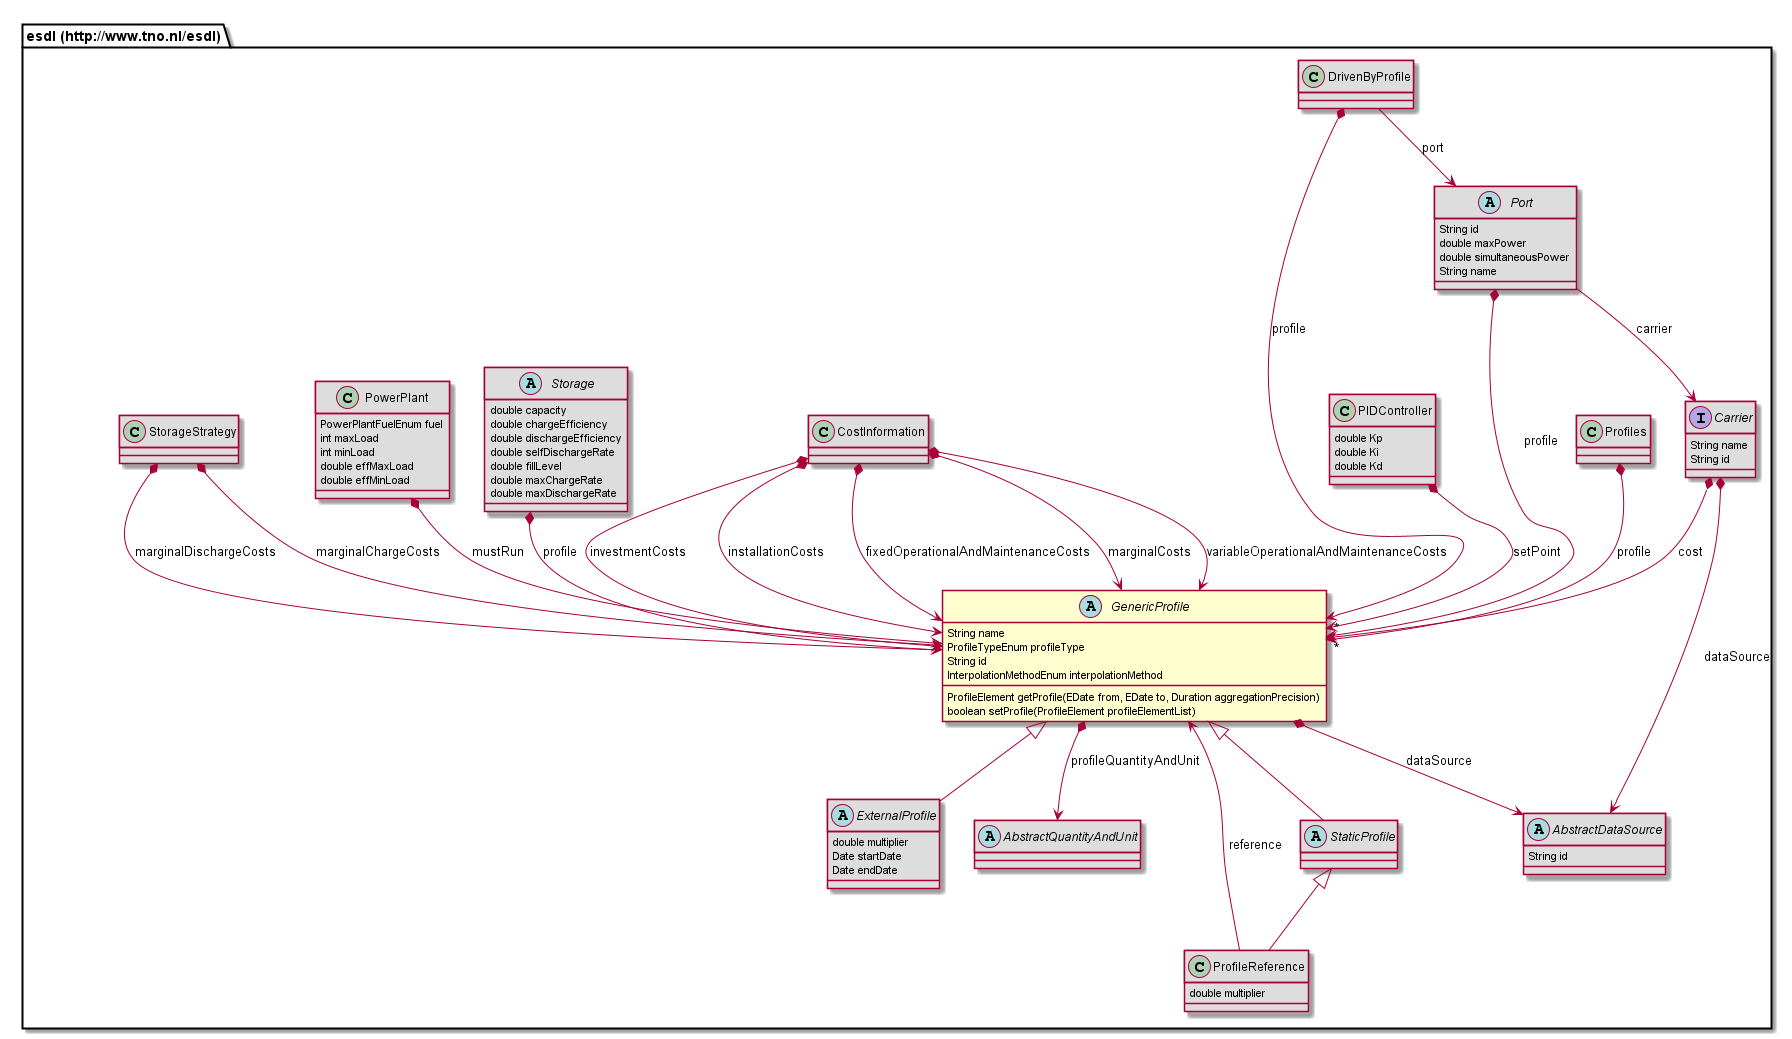 esdl (http://www.tno.nl/esdl)
C DrivenByProfile
port
A Port
String id
double maxPower
double simultaneousPower
String name
profile
carrier
A Storage
double capacity
double chargeEfficiency
double dischargeEfficiency
double selfDischargeRate
double fillLevel
double maxChargeRate
double maxDischargeRate
C PowerPlant
PowerPlantFuelEnum fuel
int maxLoad
int minLoad
double effMaxLoad
double effMinLoad
C StorageStrategy
C CostInformation
C PIDController
double Kp
double Ki
double Kd
profile
C Profiles
I Carrier
String name
String id
marginalDischargeCosts
marginalChargeCosts
mustRun
profile
investmentCosts
installationCosts
fixedOperationalAndMaintenanceCosts
marginalCosts
variableOperationalAndMaintenanceCosts
setPoint
profile
cost
A GenericProfile
String name
ProfileTypeEnum profileType
String id
InterpolationMethodEnum interpolationMethod
ProfileElement getProfile(EDate from, EDate to, Duration aggregationPrecision)
boolean setProfile(ProfileElement profileElementList)
*
*
dataSource
profileQuantityAndUnit
dataSource
A ExternalProfile
double multiplier
Date startDate
Date endDate
A AbstractQuantityAndUnit
reference
A StaticProfile
A AbstractDataSource
String id
C ProfileReference
double multiplier